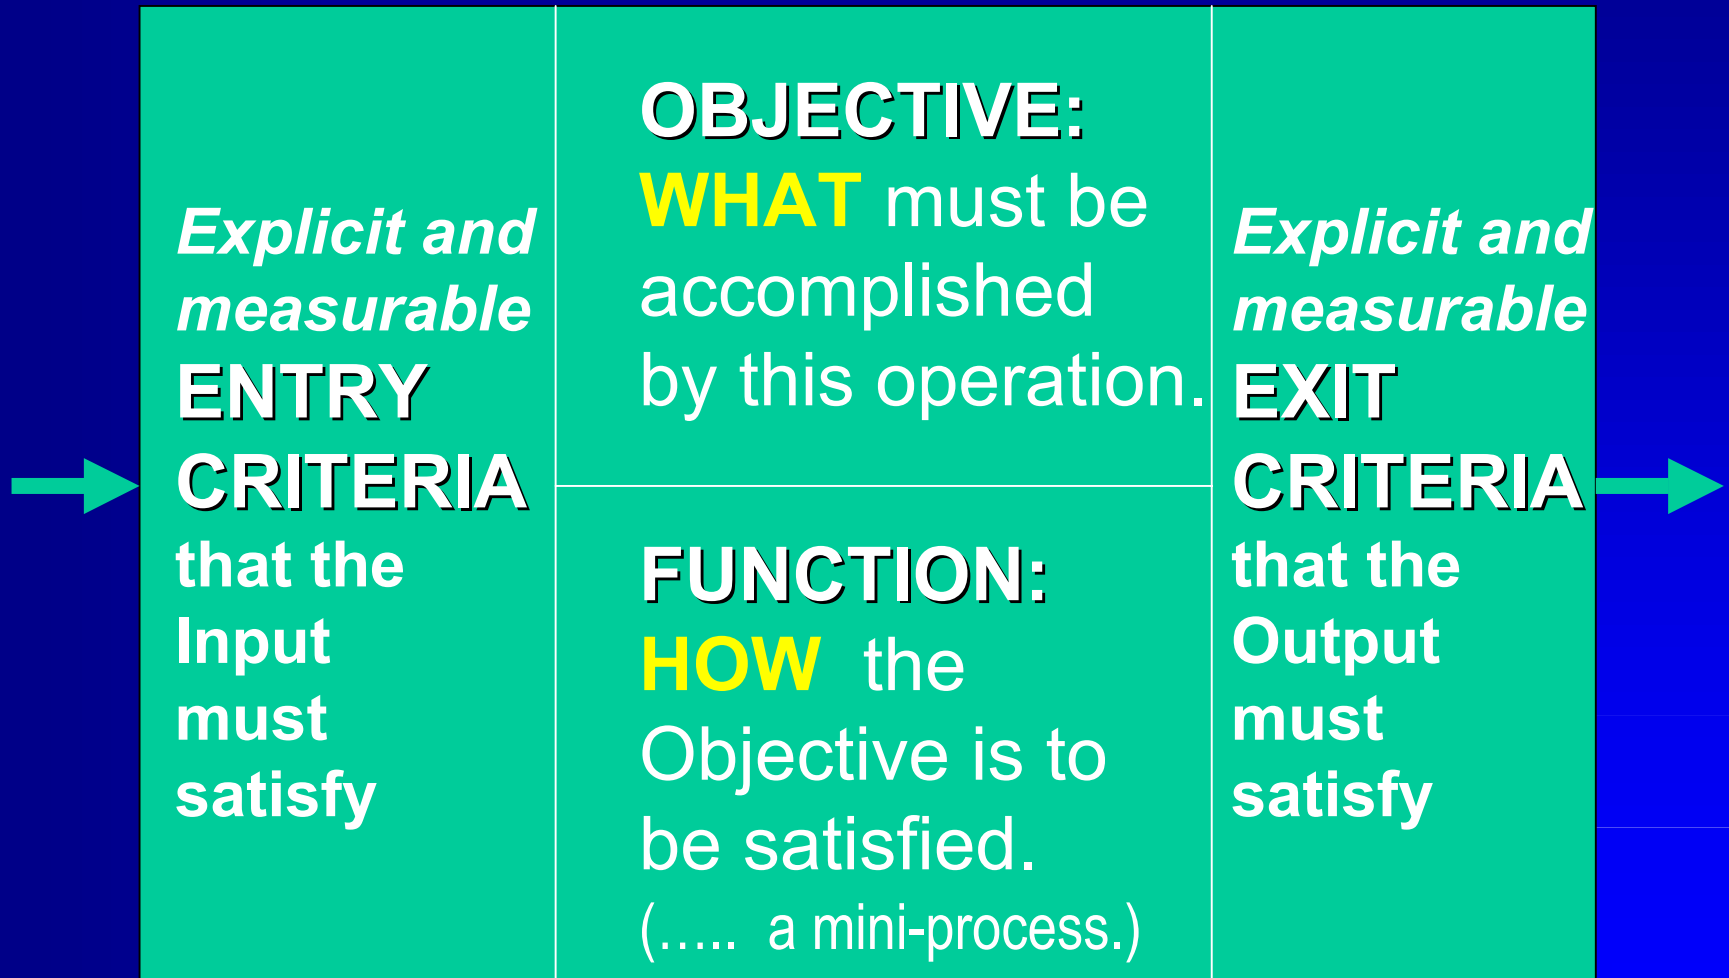 Explicit and
measurable
ENTRY
CRITERIA
that the
Input
must
satisfy
OBJECTIVE:
WHAT must be
accomplished
by this operation.
FUNCTION:
HOW the
Objective is to
be satisfied.
(..... a mini-process.)
Explicit and
measurable
EXIT
CRITERIA
that the
Output
must
satisfy